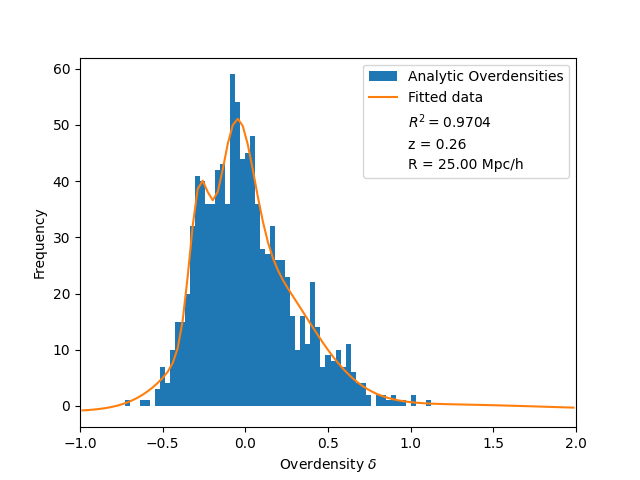 Analytic Overdensities
Fitted data
R² = 0.9704
z = 0.26
R = 25.00 Mpc/h
Frequency
60
50
40
30
20
10
0
−1.0 −0.5 0.0 0.5 1.0 1.5 2.0
Overdensity δ